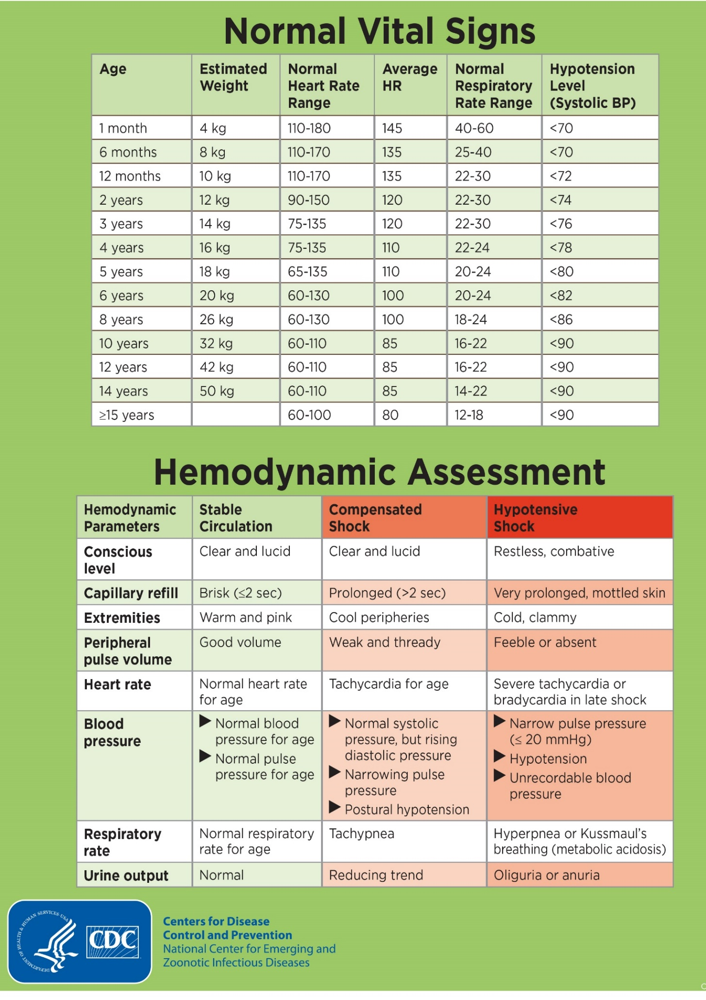 Normal Vital Signs
Age | Estimated Weight | Normal Heart Rate Range | Average HR | Normal Respiratory Rate Range | Hypotension Level (Systolic BP)
1 month | 4 kg | 110-180 | 145 | 40-60 | <70
6 months | 8 kg | 110-170 | 135 | 25-40 | <70
12 months | 10 kg | 110-170 | 135 | 22-30 | <72
2 years | 12 kg | 90-150 | 120 | 22-30 | <74
3 years | 14 kg | 75-135 | 120 | 22-30 | <76
4 years | 16 kg | 75-135 | 110 | 22-24 | <78
5 years | 18 kg | 65-135 | 110 | 20-24 | <80
6 years | 20 kg | 60-130 | 100 | 20-24 | <82
8 years | 26 kg | 60-130 | 100 | 18-24 | <86
10 years | 32 kg | 60-110 | 85 | 16-22 | <90
12 years | 42 kg | 60-110 | 85 | 16-22 | <90
14 years | 50 kg | 60-110 | 85 | 14-22 | <90
≥15 years | | 60-100 | 80 | 12-18 | <90
Hemodynamic Assessment
Hemodynamic Parameters | Stable Circulation | Compensated Shock | Hypotensive Shock
Conscious level | Clear and lucid | Clear and lucid | Restless, combative
Capillary refill | Brisk (≤2 sec) | Prolonged (>2 sec) | Very prolonged, mottled skin
Extremities | Warm and pink | Cool peripheries | Cold, clammy
Peripheral pulse volume | Good volume | Weak and thready | Feeble or absent
Heart rate | Normal heart rate for age | Tachycardia for age | Severe tachycardia or bradycardia in late shock
Blood pressure | ▶ Normal blood pressure for age ▶ Normal pulse pressure for age | ▶ Normal systolic pressure, but rising diastolic pressure ▶ Narrowing pulse pressure ▶ Postural hypotension | ▶ Narrow pulse pressure (≤ 20 mmHg) ▶ Hypotension ▶ Unrecordable blood pressure
Respiratory rate | Normal respiratory rate for age | Tachypnea | Hyperpnea or Kussmaul’s breathing (metabolic acidosis)
Urine output | Normal | Reducing trend | Oliguria or anuria
DEPARTMENT OF HEALTH & HUMAN SERVICES·USA
CDC
Centers for Disease
Control and Prevention
National Center for Emerging and
Zoonotic Infectious Diseases